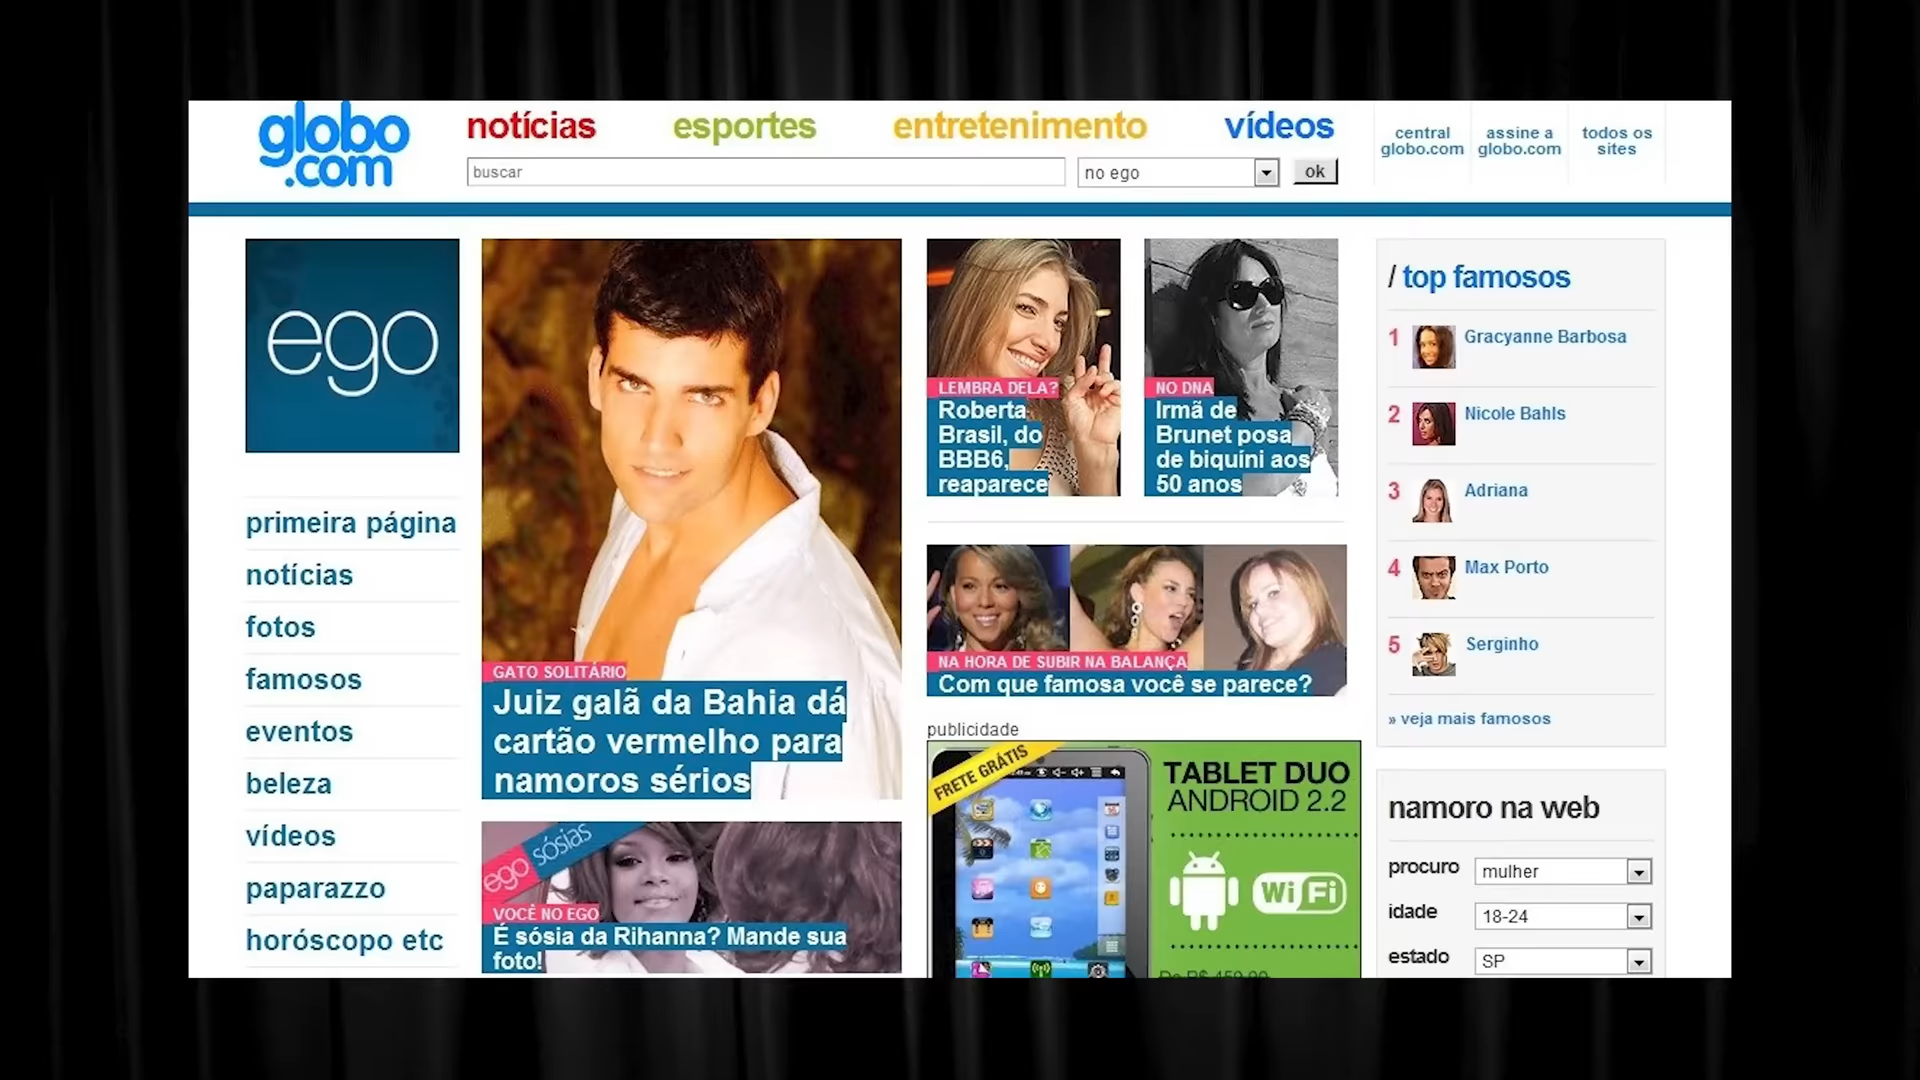 globo
.com
notícias
esportes
entretenimento
vídeos
central
globo.com
assine a
globo.com
todos os
sites
buscar
no ego
ok
ego
primeira página
notícias
fotos
famosos
eventos
beleza
vídeos
paparazzo
horóscopo etc
GATO SOLITÁRIO
Juiz galã da Bahia dá
cartão vermelho para
namoros sérios
ego sósias
VOCÊ NO EGO
É sósia da Rihanna? Mande sua
foto!
LEMBRA DELA?
Roberta
Brasil, do
BBB6,
reaparece
NO DNA
Irmã de
Brunet posa
de biquíni aos
50 anos
NA HORA DE SUBIR NA BALANÇA
Com que famosa você se parece?
publicidade
FRETE GRÁTIS
TABLET DUO
ANDROID 2.2
Wi Fi
/ top famosos
1 Gracyanne Barbosa
2 Nicole Bahls
3 Adriana
4 Max Porto
5 Serginho
» veja mais famosos
namoro na web
procuro mulher
idade 18-24
estado SP